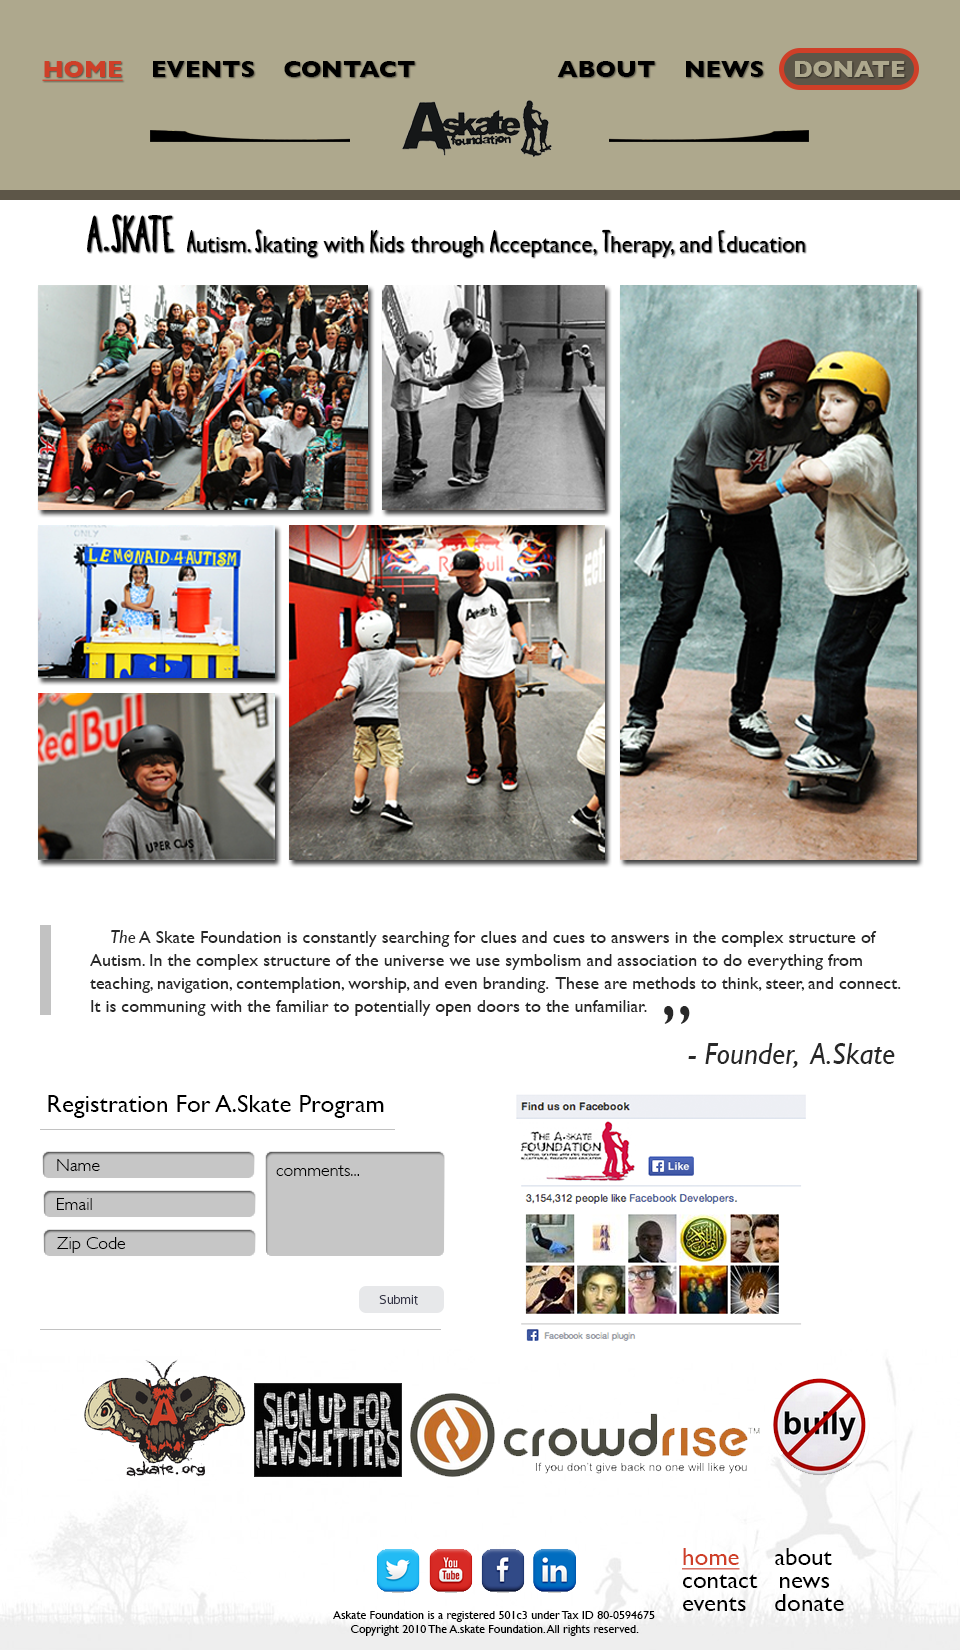 HOME EVENTS CONTACT ABOUT NEWS DONATE
Askate
foundation
A.SKATE Autism. Skating with Kids through Acceptance, Therapy, and Education
LEMONAID 4 AUTISM
Red Bull
Askate
RedBull
The A Skate Foundation is constantly searching for clues and cues to answers in the complex structure of
Autism. In the complex structure of the universe we use symbolism and association to do everything from
teaching, navigation, contemplation, worship, and even branding. These are methods to think, steer, and connect.
It is communing with the familiar to potentially open doors to the unfamiliar. ”
- Founder, A.Skate
Registration For A.Skate Program
Name
comments...
Email
Zip Code
Submit
Find us on Facebook
THE A.SKATE
FOUNDATION
Like
3,154,312 people like Facebook Developers.
Facebook social plugin
A
askate.org
SIGN UP FOR
NEWSLETTERS
crowdrise™
If you don't give back no one will like you
bully
You
Tube
f
in
home about
contact news
events donate
Askate Foundation is a registered 501c3 under Tax ID 80-0594675
Copyright 2010 The A.skate Foundation. All rights reserved.